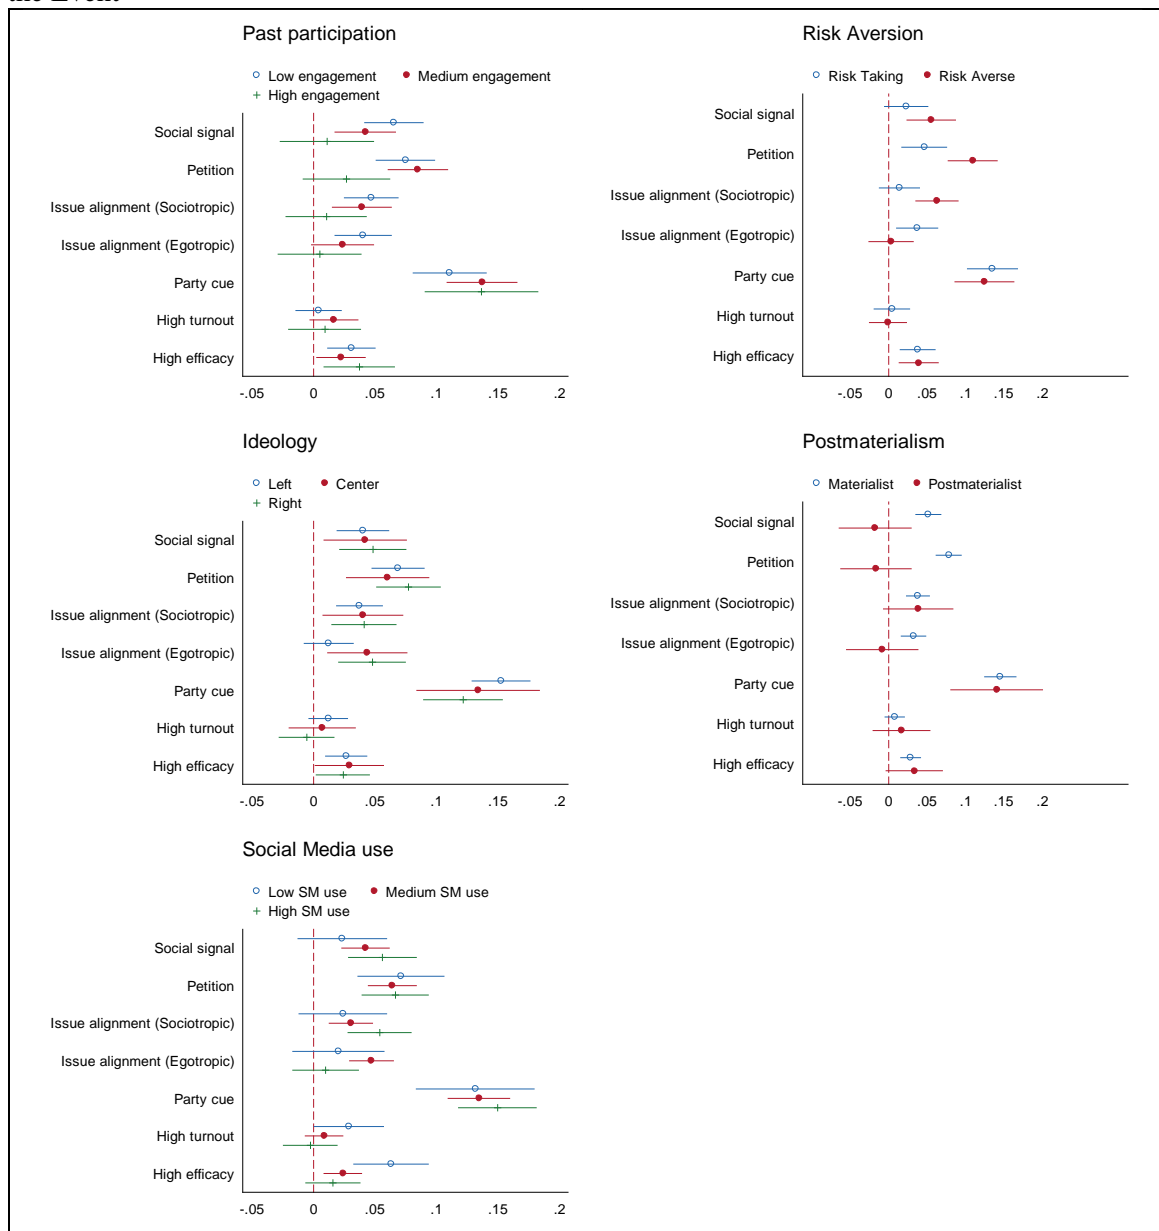 the Event
Past participation
Low engagement Medium engagement
High engagement
Social signal
Petition
Issue alignment (Sociotropic)
Issue alignment (Egotropic)
Party cue
High turnout
High efficacy
-.05 0 .05 .1 .15 .2
Risk Aversion
Risk Taking Risk Averse
Social signal
Petition
Issue alignment (Sociotropic)
Issue alignment (Egotropic)
Party cue
High turnout
High efficacy
-.05 0 .05 .1 .15 .2
Ideology
Left Center
Right
Social signal
Petition
Issue alignment (Sociotropic)
Issue alignment (Egotropic)
Party cue
High turnout
High efficacy
-.05 0 .05 .1 .15 .2
Postmaterialism
Materialist Postmaterialist
Social signal
Petition
Issue alignment (Sociotropic)
Issue alignment (Egotropic)
Party cue
High turnout
High efficacy
-.05 0 .05 .1 .15 .2
Social Media use
Low SM use Medium SM use
High SM use
Social signal
Petition
Issue alignment (Sociotropic)
Issue alignment (Egotropic)
Party cue
High turnout
High efficacy
-.05 0 .05 .1 .15 .2